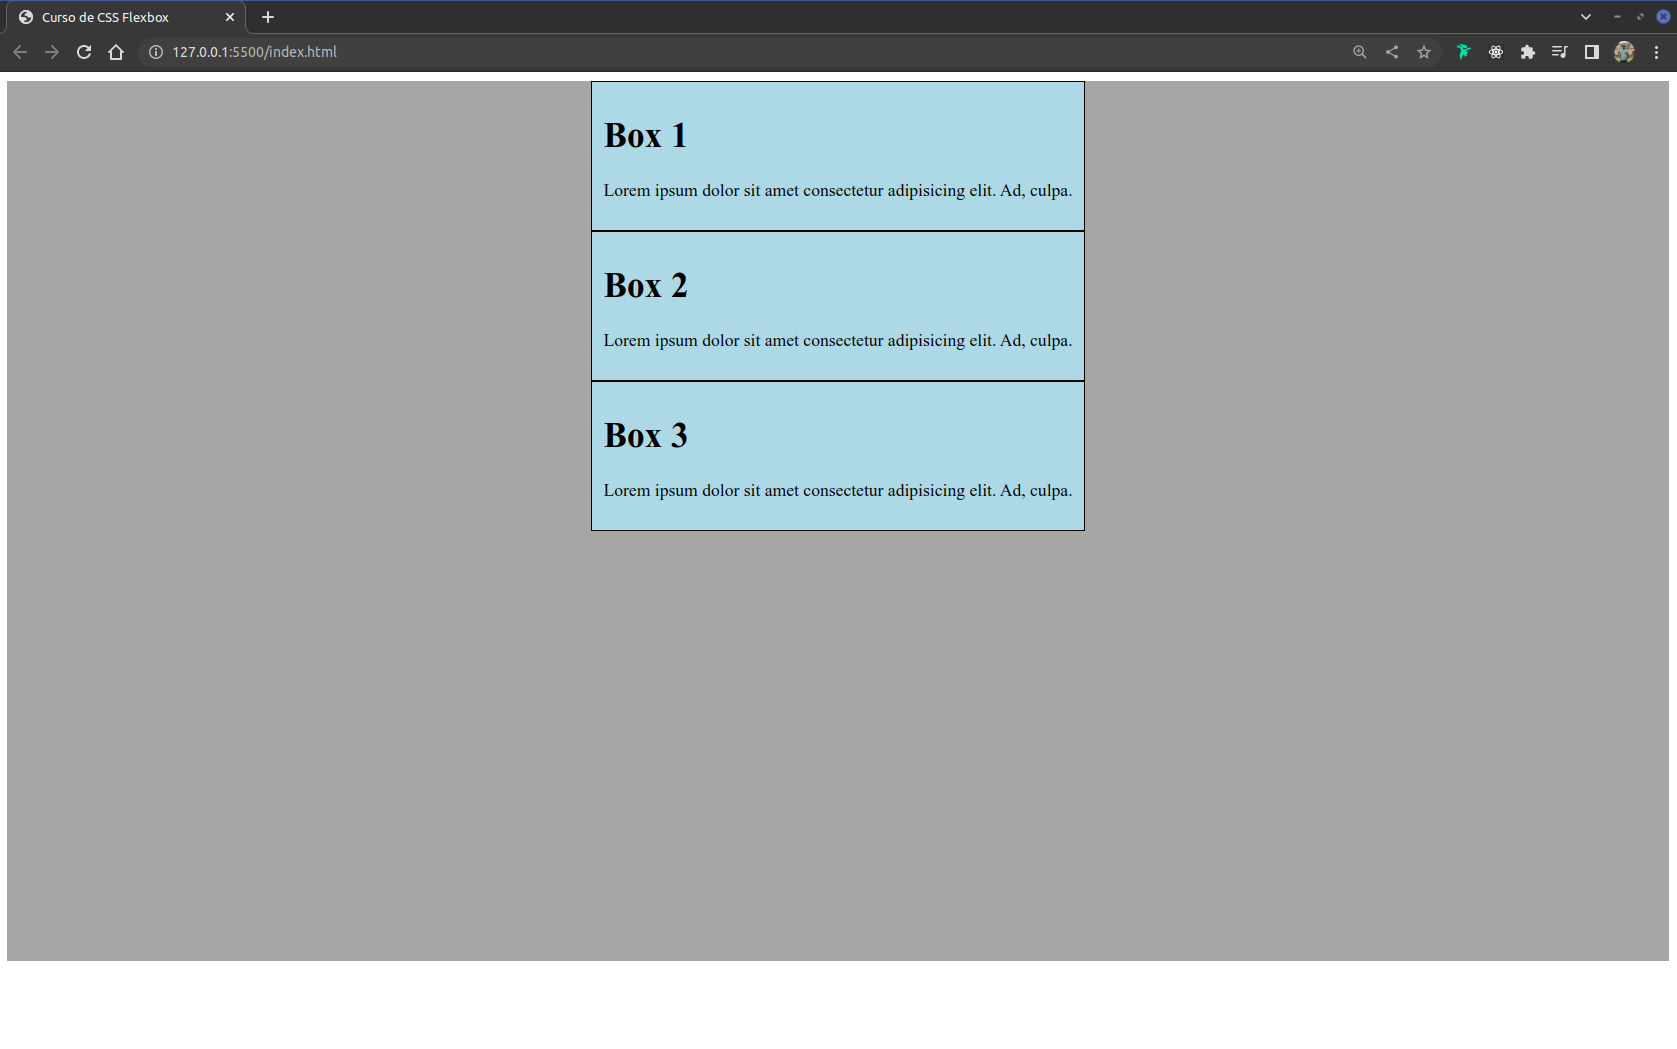 Curso de CSS Flexbox
127.0.0.1:5500/index.html
Box 1
Lorem ipsum dolor sit amet consectetur adipisicing elit. Ad, culpa.
Box 2
Lorem ipsum dolor sit amet consectetur adipisicing elit. Ad, culpa.
Box 3
Lorem ipsum dolor sit amet consectetur adipisicing elit. Ad, culpa.